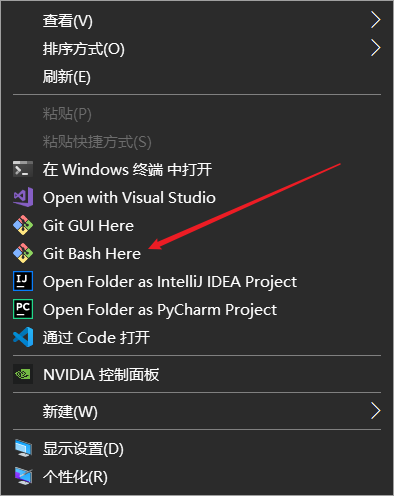 查看(V)
排序方式(O)
刷新(E)
粘贴(P)
粘贴快捷方式(S)
在 Windows 终端 中打开
Open with Visual Studio
Git GUI Here
Git Bash Here
IJ Open Folder as IntelliJ IDEA Project
PC Open Folder as PyCharm Project
通过 Code 打开
NVIDIA 控制面板
新建(W)
显示设置(D)
个性化(R)